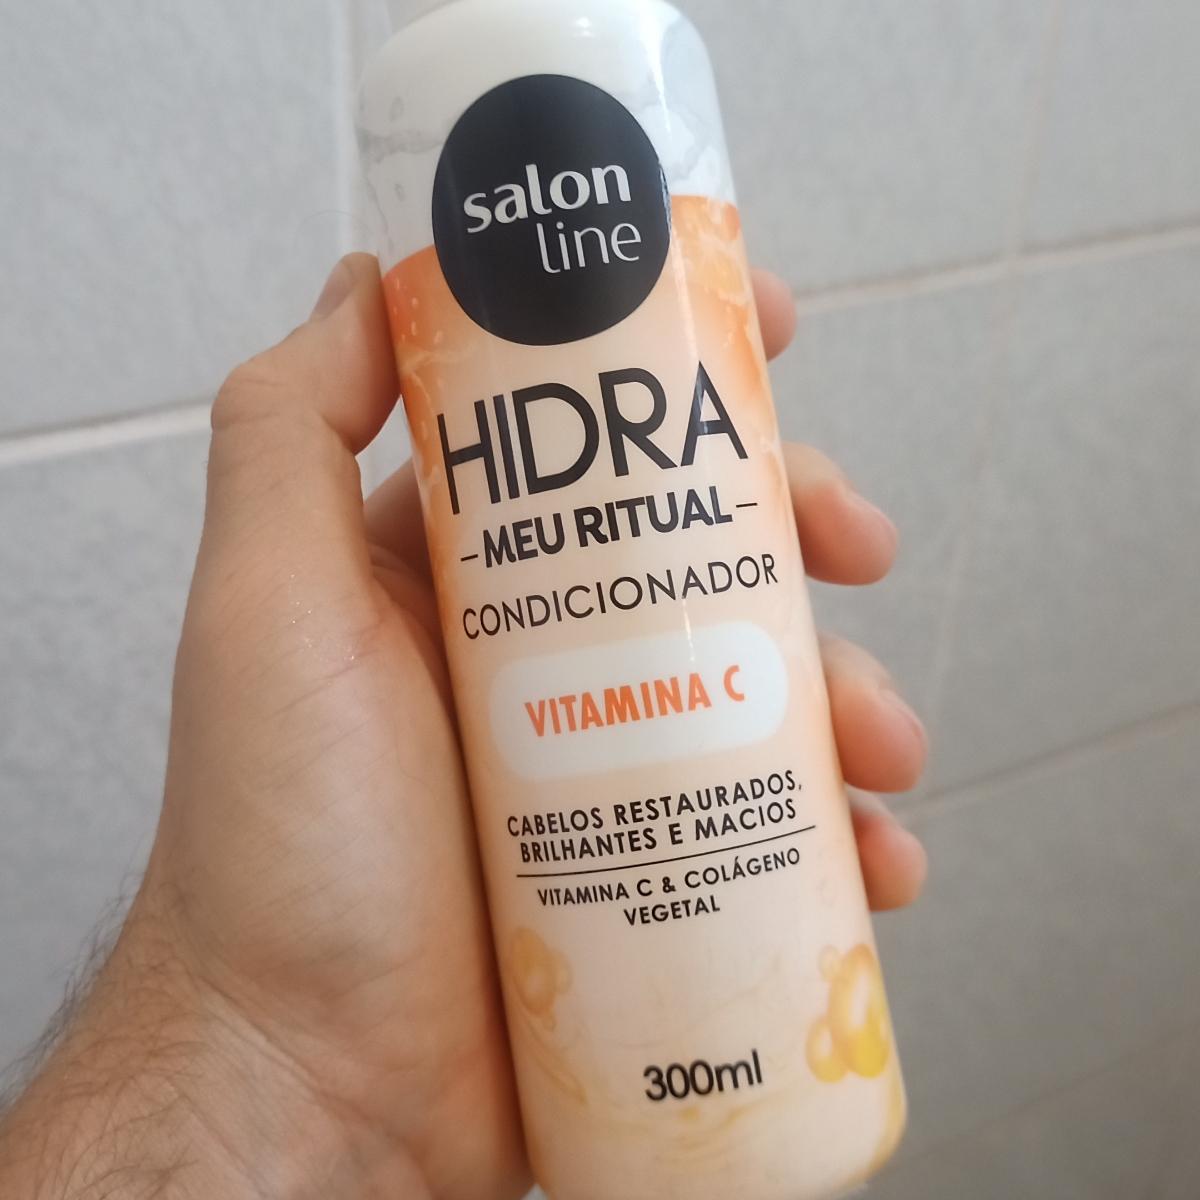 salon
line
HIDRA
-MEU RITUAL-
CONDICIONADOR
VITAMINA C
CABELOS RESTAURADOS,
BRILHANTES E MACIOS
VITAMINA C & COLÁGENO
VEGETAL
300ml